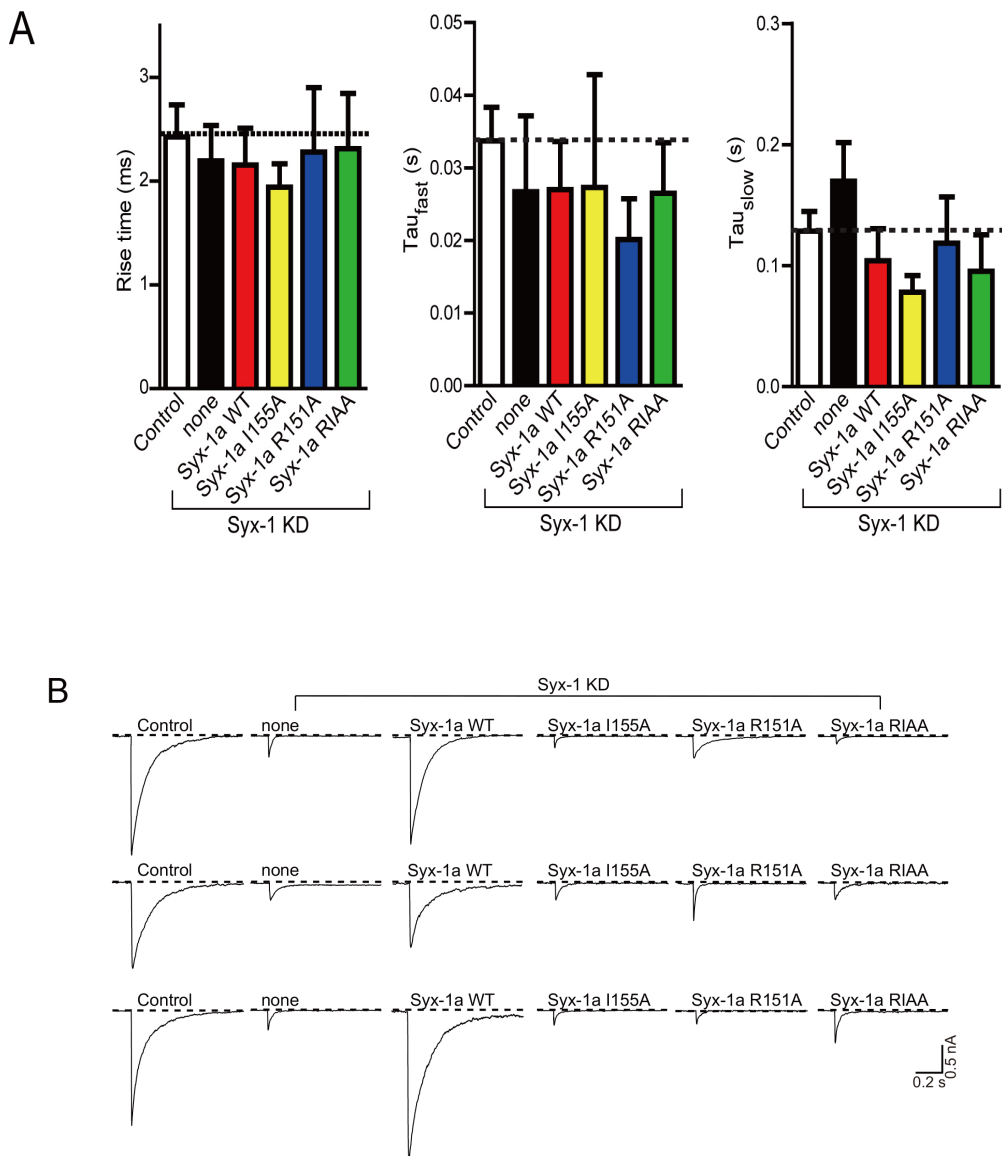 A
Rise time (ms)
3
2
1
0
Control
none
Syx-1a WT
Syx-1a I155A
Syx-1a R151A
Syx-1a RIAA
Syx-1 KD
Taufast (s)
0.05
0.04
0.03
0.02
0.01
0.00
Control
none
Syx-1a WT
Syx-1a I155A
Syx-1a R151A
Syx-1a RIAA
Syx-1 KD
Tauslow (s)
0.3
0.2
0.1
0.0
Control
none
Syx-1a WT
Syx-1a I155A
Syx-1a R151A
Syx-1a RIAA
Syx-1 KD
B
Syx-1 KD
Control none Syx-1a WT Syx-1a I155A Syx-1a R151A Syx-1a RIAA
Control none Syx-1a WT Syx-1a I155A Syx-1a R151A Syx-1a RIAA
Control none Syx-1a WT Syx-1a I155A Syx-1a R151A Syx-1a RIAA
0.5 nA
0.2 s